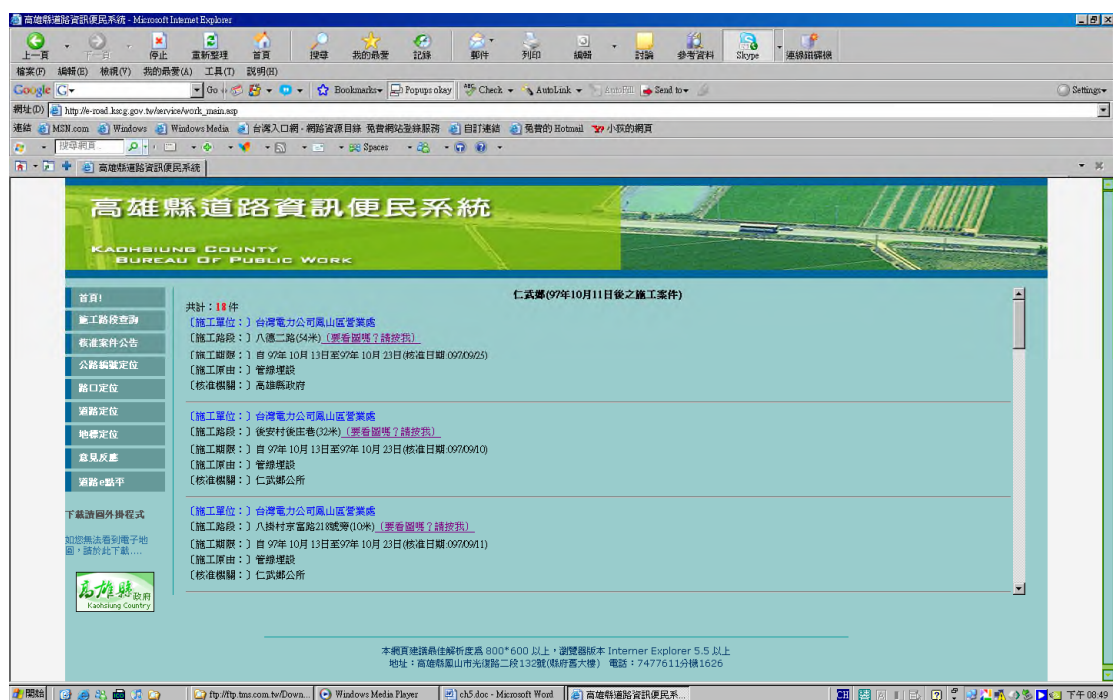 高雄縣道路資訊便民系統 - Microsoft Internet Explorer
上一頁 下一頁 停止 重新整理 首頁 搜尋 我的最愛 記錄 郵件 列印 編輯 討論 參考資料 Skype 連線偵碟機
檔案(F) 編輯(E) 檢視(V) 我的最愛(A) 工具(T) 說明(H)
Google G Go Bookmarks Popups okay Check AutoLink AutoFill Send to Settings
網址(D) http://e-road.kscg.gov.tw/service/work_main.asp
連結 MSN.com Windows Windows Media 台灣入口網 - 網路資源目錄 免費網站登錄服務 自訂連結 免費的 Hotmail 小荻的網頁
搜尋網頁... Spaces
高雄縣道路資訊便民系統
高雄縣道路資訊便民系統
KAOHSIUNG COUNTY
BUREAU OF PUBLIC WORK
首頁!
施工路段查詢
核准案件公告
公路編號定位
路口定位
道路定位
地標定位
意見反應
道路e點平
下載讀圖外掛程式
如您無法看到電子地
圖,請於此下載....
高雄縣政府
Kaohsiung Country
仁武鄉(97年10月11日後之施工案件)
共計:18件
〔施工單位:〕台灣電力公司鳳山區營業處
〔施工路段:〕八德二路(54米) (要看圖嗎?請按我)
〔施工期限:〕自 97年 10月 13日至97年 10月 23日(核准日期:097/09/25)
〔施工原由:〕管線埋設
〔核准機關:〕高雄縣政府
〔施工單位:〕台灣電力公司鳳山區營業處
〔施工路段:〕後安村後庄巷(32米) (要看圖嗎?請按我)
〔施工期限:〕自 97年 10月 13日至97年 10月 23日(核准日期:097/09/10)
〔施工原由:〕管線埋設
〔核准機關:〕仁武鄉公所
〔施工單位:〕台灣電力公司鳳山區營業處
〔施工路段:〕八掛村京富路218號旁(10米) (要看圖嗎?請按我)
〔施工期限:〕自 97年 10月 13日至97年 10月 23日(核准日期:097/09/11)
〔施工原由:〕管線埋設
〔核准機關:〕仁武鄉公所
本網頁建議最佳解析度為 800*600 以上,瀏覽器版本 Interner Explorer 5.5 以上
地址:高雄縣鳳山市光復路二段132號(縣府舊大樓) 電話:7477611分機1626
開始 ftp://ftp.tms.com.tw/Down... Windows Media Player ch5.doc - Microsoft Word 高雄縣道路資訊便民系... 下午 08:49